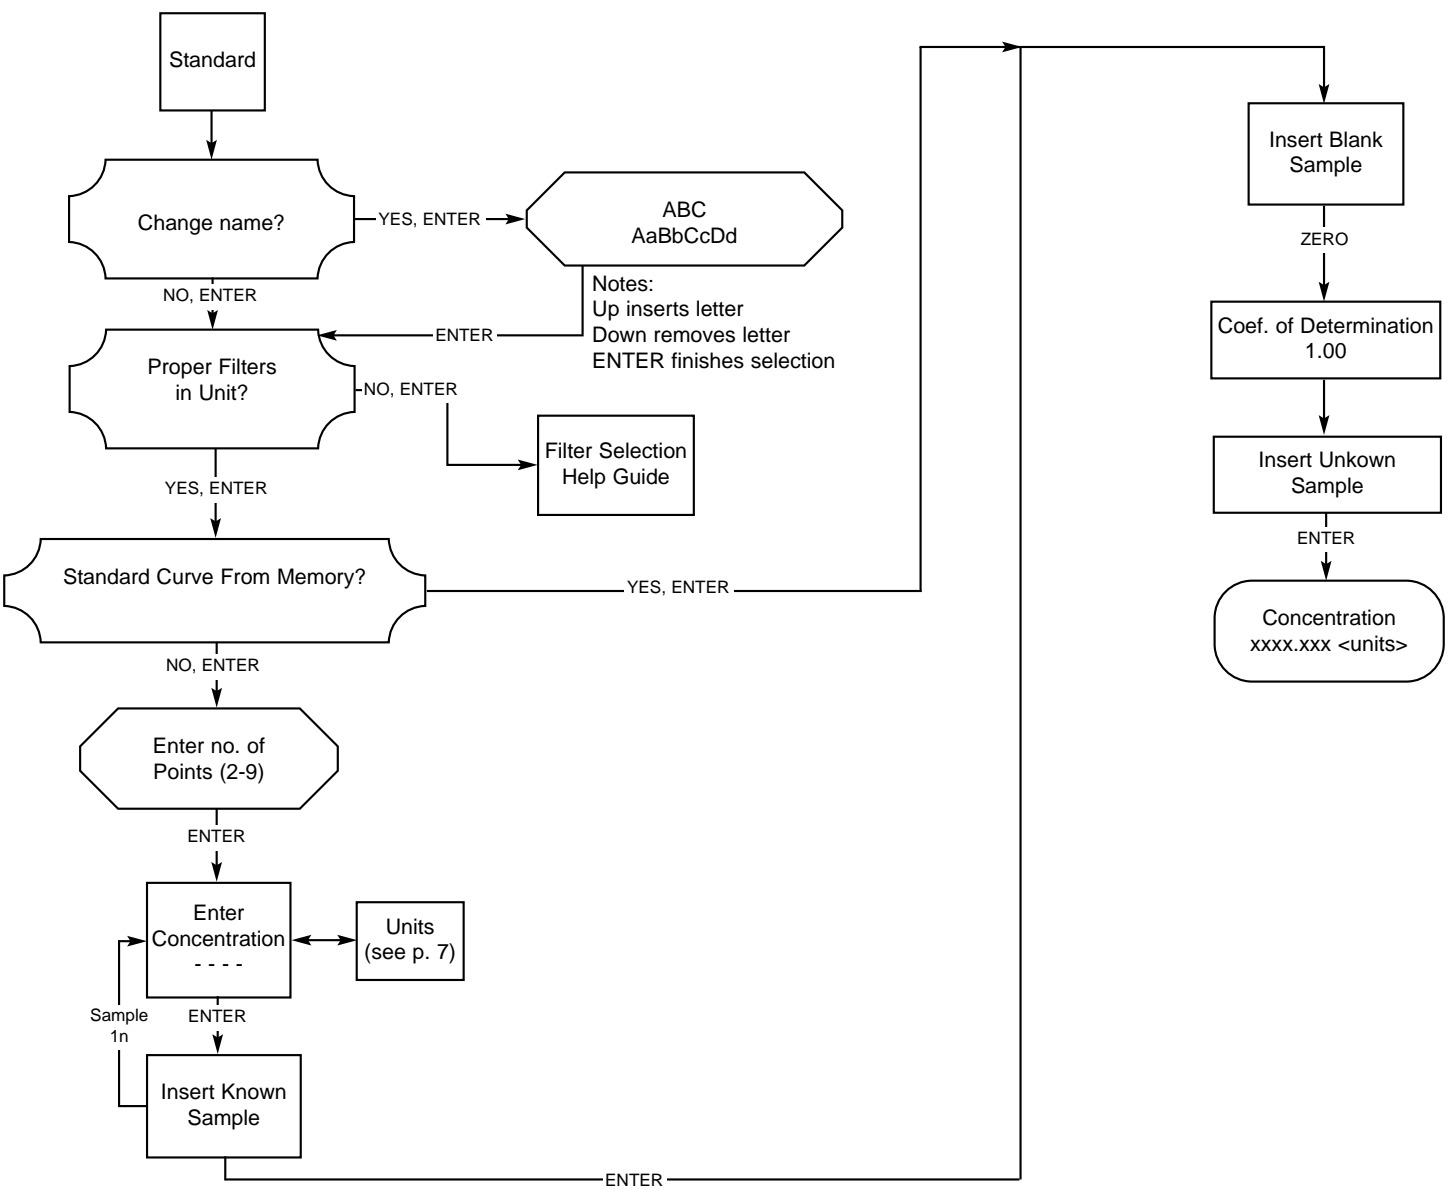 Standard
Change name?
YES, ENTER
ABC
AaBbCcDd
NO, ENTER
Notes:
Up inserts letter
Down removes letter
ENTER finishes selection
ENTER
Proper Filters
in Unit?
NO, ENTER
Filter Selection
Help Guide
YES, ENTER
Standard Curve From Memory?
YES, ENTER
NO, ENTER
Enter no. of
Points (2-9)
ENTER
Enter
Concentration
- - - -
Units
(see p. 7)
Sample
1n
ENTER
Insert Known
Sample
ENTER
Insert Blank
Sample
ZERO
Coef. of Determination
1.00
Insert Unkown
Sample
ENTER
Concentration
xxxx.xxx <units>